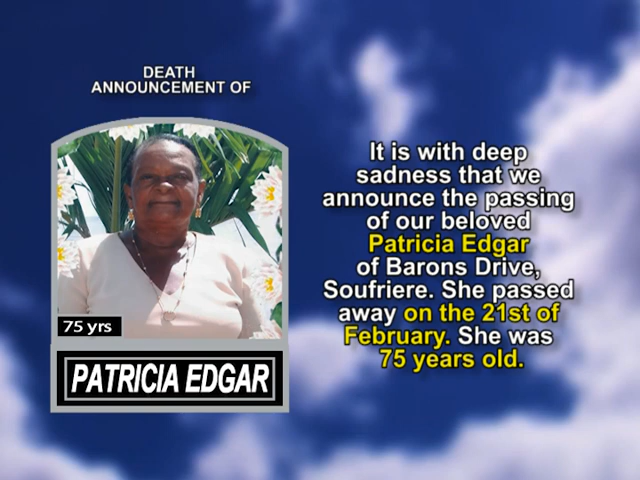 DEATH
ANNOUNCEMENT OF
75 yrs
PATRICIA EDGAR
It is with deep
sadness that we
announce the passing
of our beloved
Patricia Edgar
of Barons Drive,
Soufriere. She passed
away on the 21st of
February. She was
75 years old.